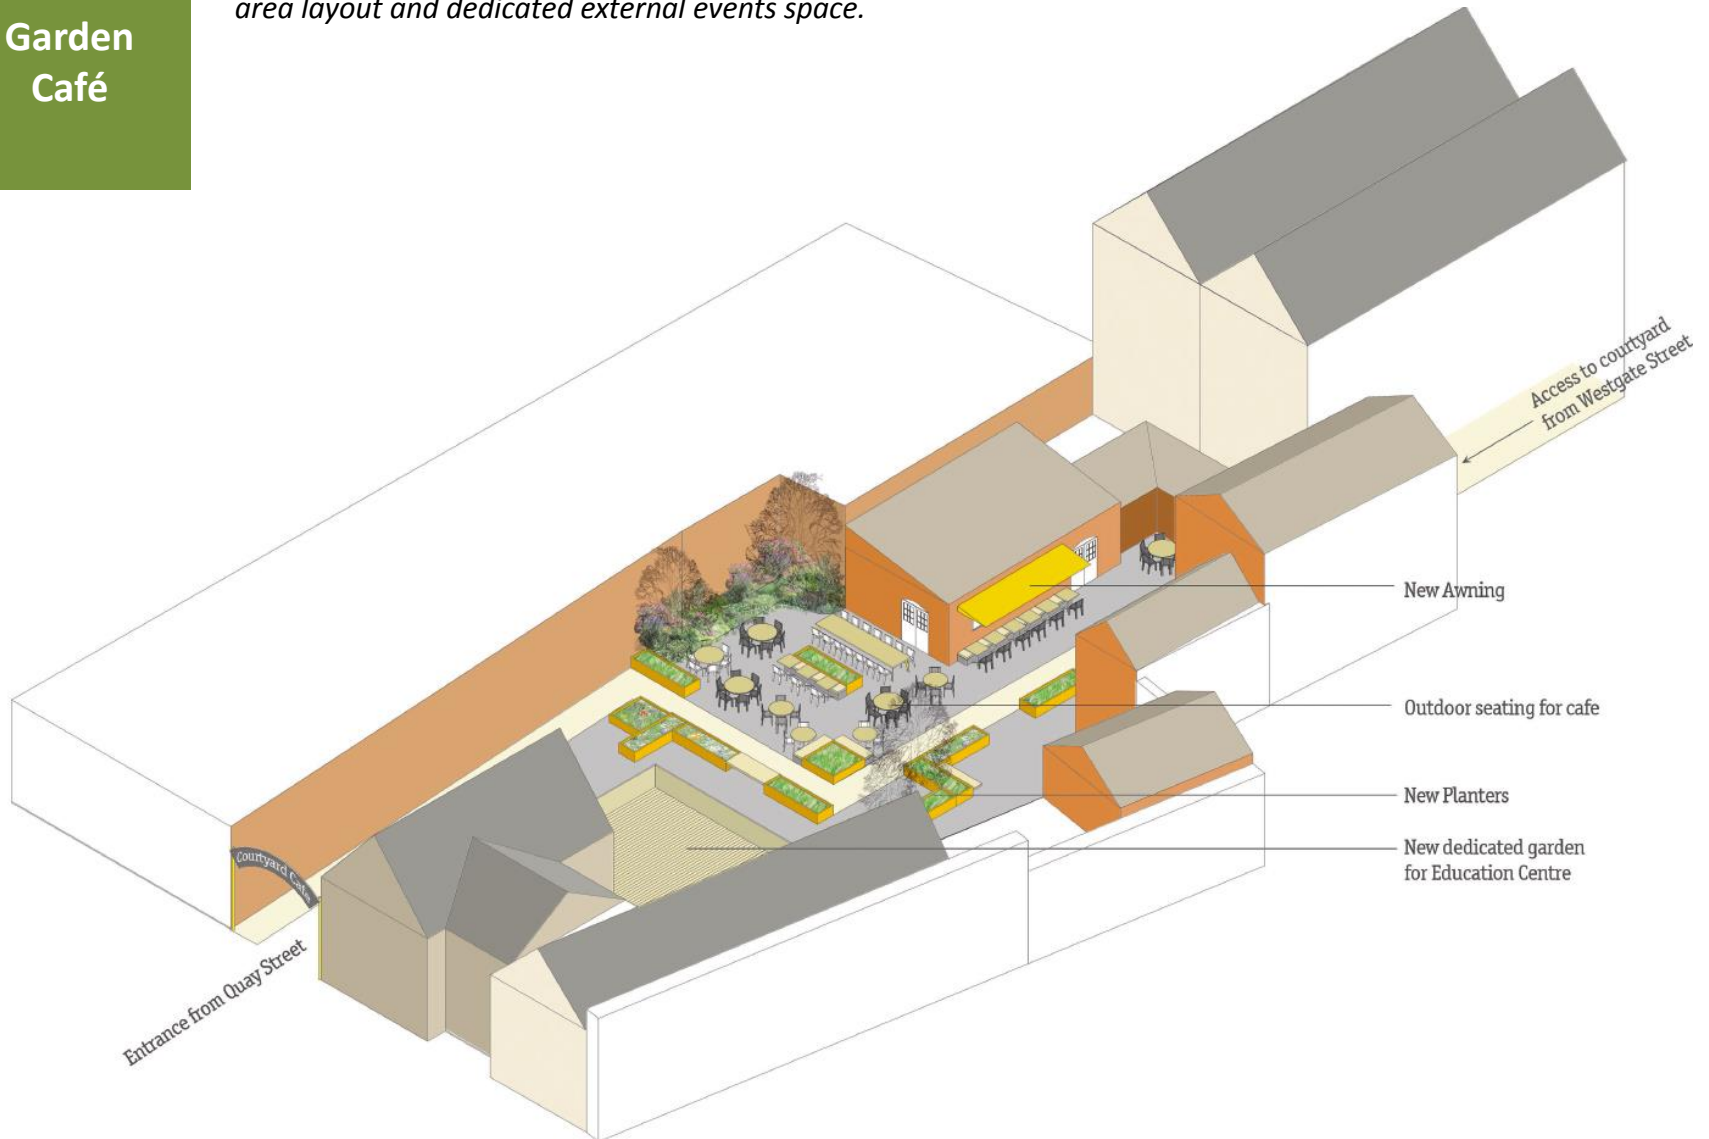 area layout and dedicated external events space.
Garden
Café
Access to courtyard
from Westgate Street
New Awning
Outdoor seating for cafe
New Planters
New dedicated garden
for Education Centre
Courtyard Cafe
Entrance from Quay Street